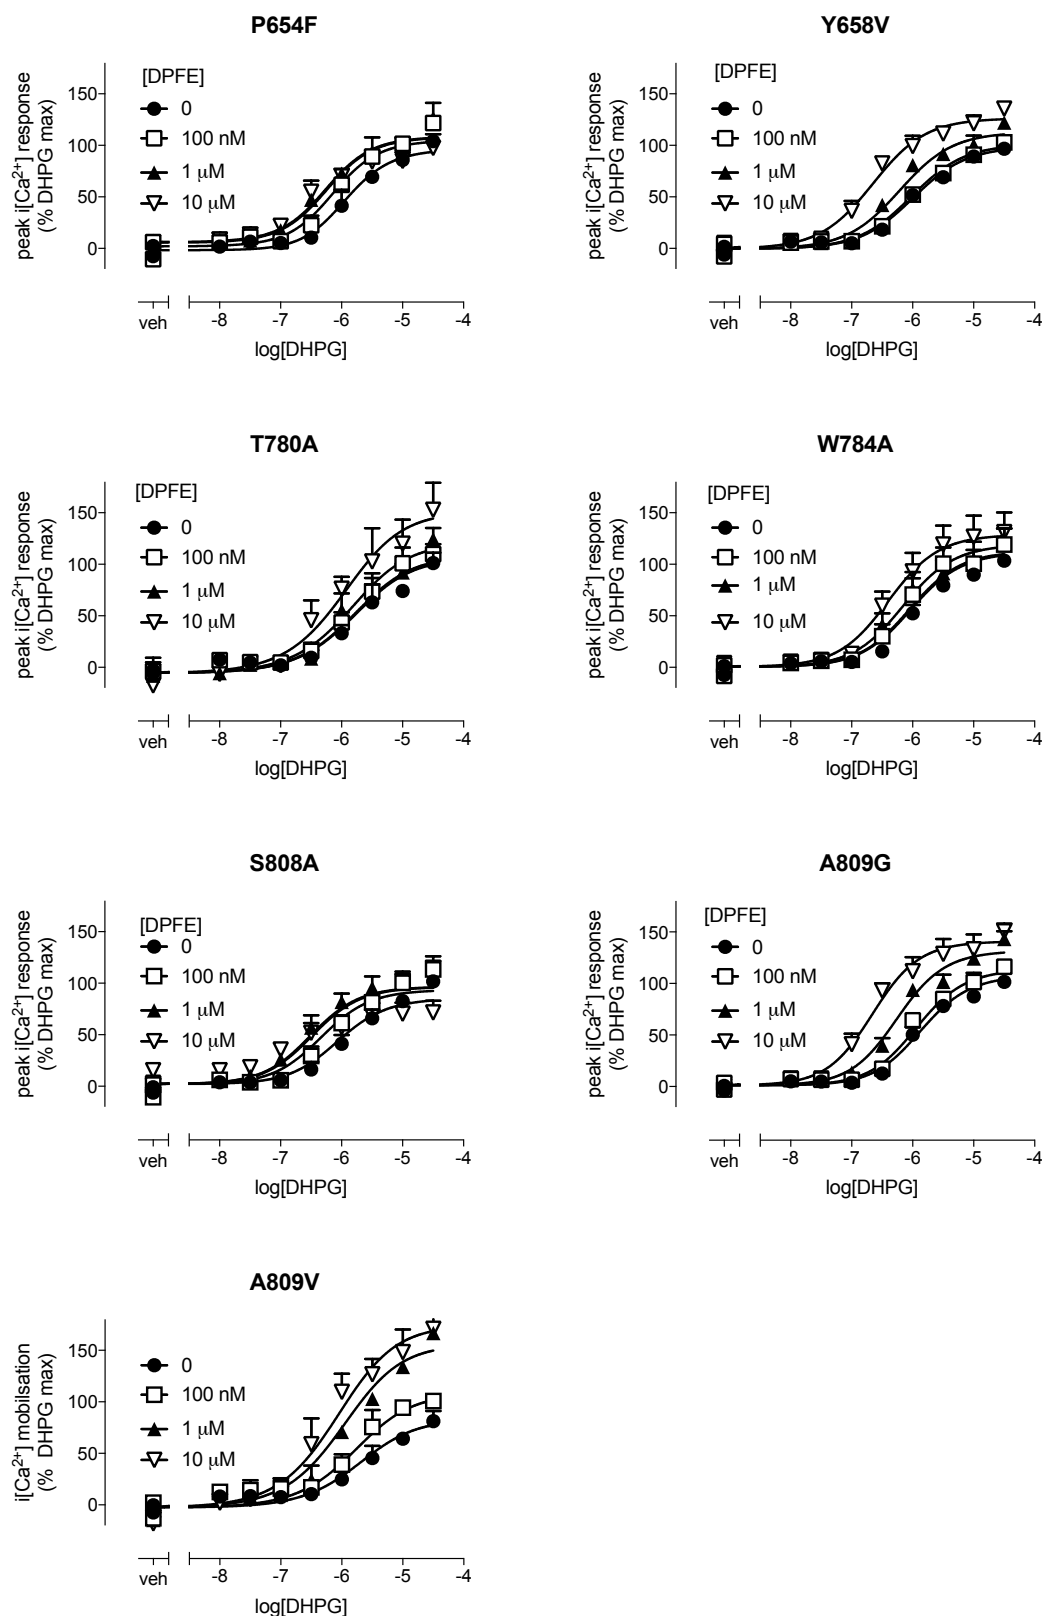 P654F
peak i[Ca²⁺] response
(% DHPG max)
[DPFE]
0
100 nM
1 μM
10 μM
150
100
50
0
veh
-8
-7
-6
-5
-4
log[DHPG]
Y658V
peak i[Ca²⁺] response
(% DHPG max)
[DPFE]
0
100 nM
1 μM
10 μM
150
100
50
0
veh
-8
-7
-6
-5
-4
log[DHPG]
T780A
peak i[Ca²⁺] response
(% DHPG max)
[DPFE]
0
100 nM
1 μM
10 μM
150
100
50
0
veh
-8
-7
-6
-5
-4
log[DHPG]
W784A
peak i[Ca²⁺] response
(% DHPG max)
[DPFE]
0
100 nM
1 μM
10 μM
150
100
50
0
veh
-8
-7
-6
-5
-4
log[DHPG]
S808A
peak i[Ca²⁺] response
(% DHPG max)
[DPFE]
0
100 nM
1 μM
10 μM
150
100
50
0
veh
-8
-7
-6
-5
-4
log[DHPG]
A809G
peak i[Ca²⁺] response
(% DHPG max)
[DPFE]
0
100 nM
1 μM
10 μM
150
100
50
0
veh
-8
-7
-6
-5
-4
log[DHPG]
A809V
i[Ca²⁺] mobilisation
(% DHPG max)
0
100 nM
1 μM
10 μM
150
100
50
0
veh
-8
-7
-6
-5
-4
log[DHPG]